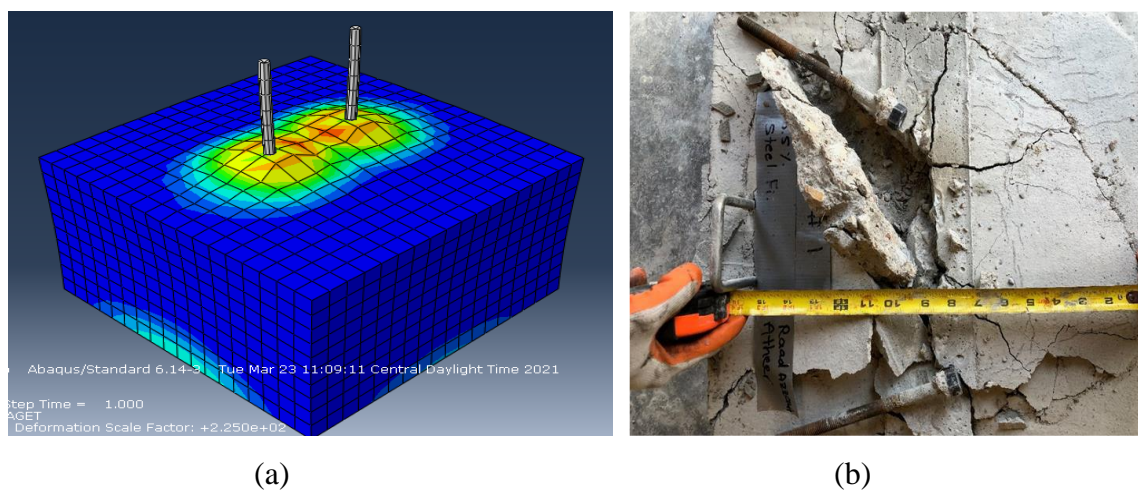 Abaqus/Standard 6.14-3 Tue Mar 23 11:09:11 Central Daylight Time 2021
Step Time = 1.000
AGET
Deformation Scale Factor: +2.250e+02
Steel Fi.
# 1
11 10 9 8 7 6 5 4 3 2
(a)
(b)